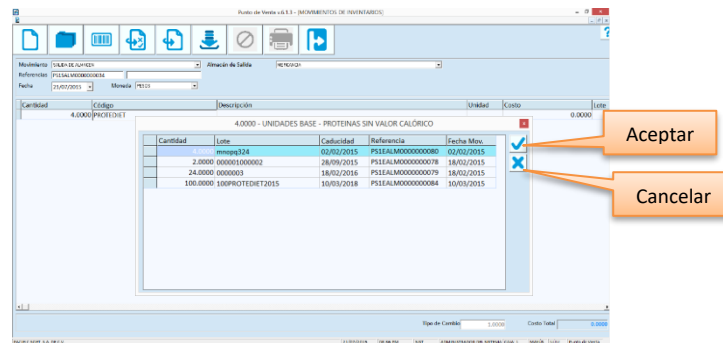 Punto de Venta v.6.1.3 - [MOVIMIENTOS DE INVENTARIOS]
Movimiento SALIDA DE ALMACEN Almacén de Salida REFACCIA
Referencias PS1SALM0000000034
Fecha 21/07/2015 Moneda PESOS
Cantidad Código Descripción Unidad Costo Lote
4.0000 PROTEDIET 0.0000
4.0000 - UNIDADES BASE - PROTEINAS SIN VALOR CALÓRICO
Cantidad Lote Caducidad Referencia Fecha Mov.
mnopq324 02/02/2015 PS1EALM0000000080 02/02/2015
2.0000 000001000002 28/09/2015 PS1EALM0000000078 18/02/2015
24.0000 0000003 18/02/2016 PS1EALM0000000079 18/02/2015
100.0000 100PROTEDIET2015 10/03/2018 PS1EALM0000000084 10/03/2015
Aceptar
Cancelar
Tipo de Cambio 1.0000 Costo Total 0.0000